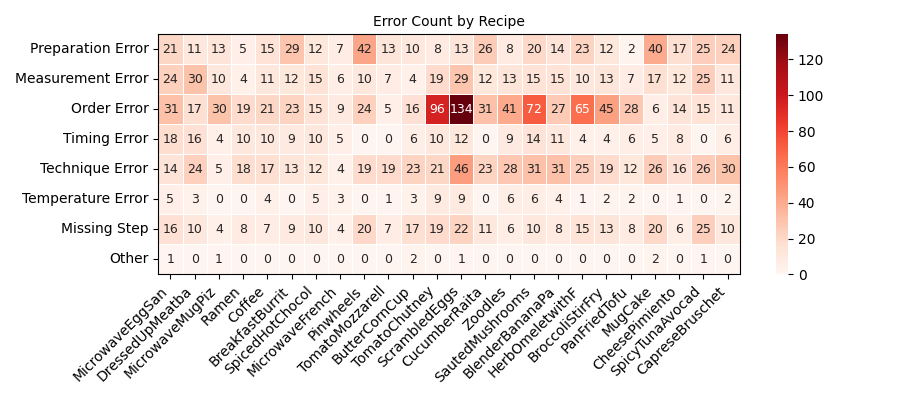 Error Count by Recipe
Preparation Error 21 11 13 5 15 29 12 7 42 13 10 8 13 26 8 20 14 23 12 2 40 17 25 24
Measurement Error 24 30 10 4 11 12 15 6 10 7 4 19 29 12 13 15 15 10 13 7 17 12 25 11
Order Error 31 17 30 19 21 23 15 9 24 5 16 96 134 31 41 72 27 65 45 28 6 14 15 11
Timing Error 18 16 4 10 10 9 10 5 0 0 6 10 12 0 9 14 11 4 4 6 5 8 0 6
Technique Error 14 24 5 18 17 13 12 4 19 19 23 21 46 23 28 31 31 25 19 12 26 16 26 30
Temperature Error 5 3 0 0 4 0 5 3 0 1 3 9 9 0 6 6 4 1 2 2 0 1 0 2
Missing Step 16 10 4 8 7 9 10 4 20 7 17 19 22 11 6 10 8 15 13 8 20 6 25 10
Other 1 0 1 0 0 0 0 0 0 0 2 0 1 0 0 0 0 0 0 0 2 0 1 0
MicrowaveEggSan
DressedUpMeatba
MicrowaveMugPiz
Ramen
Coffee
BreakfastBurrit
SpicedHotChocol
MicrowaveFrench
Pinwheels
TomatoMozzarell
ButterCornCup
TomatoChutney
ScrambledEggs
CucumberRaita
Zoodles
SautedMushrooms
BlenderBananaPa
HerbOmeletwithF
BroccoliStirFry
PanFriedTofu
MugCake
CheesePimiento
SpicyTunaAvocad
CapreseBruschet
120
100
80
60
40
20
0